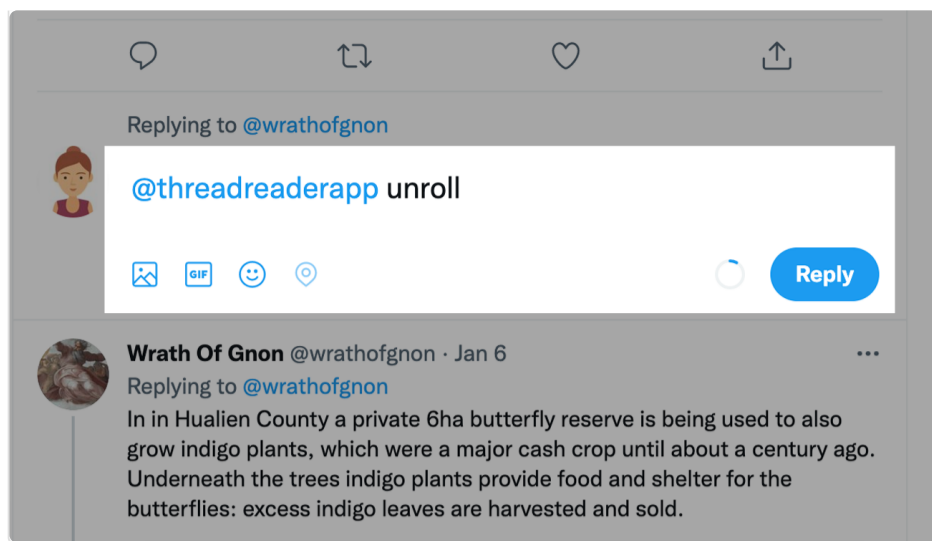 Replying to @wrathofgnon
@threadreaderapp unroll
GIF
Reply
Wrath Of Gnon @wrathofgnon · Jan 6
Replying to @wrathofgnon
In in Hualien County a private 6ha butterfly reserve is being used to also
grow indigo plants, which were a major cash crop until about a century ago.
Underneath the trees indigo plants provide food and shelter for the
butterflies: excess indigo leaves are harvested and sold.